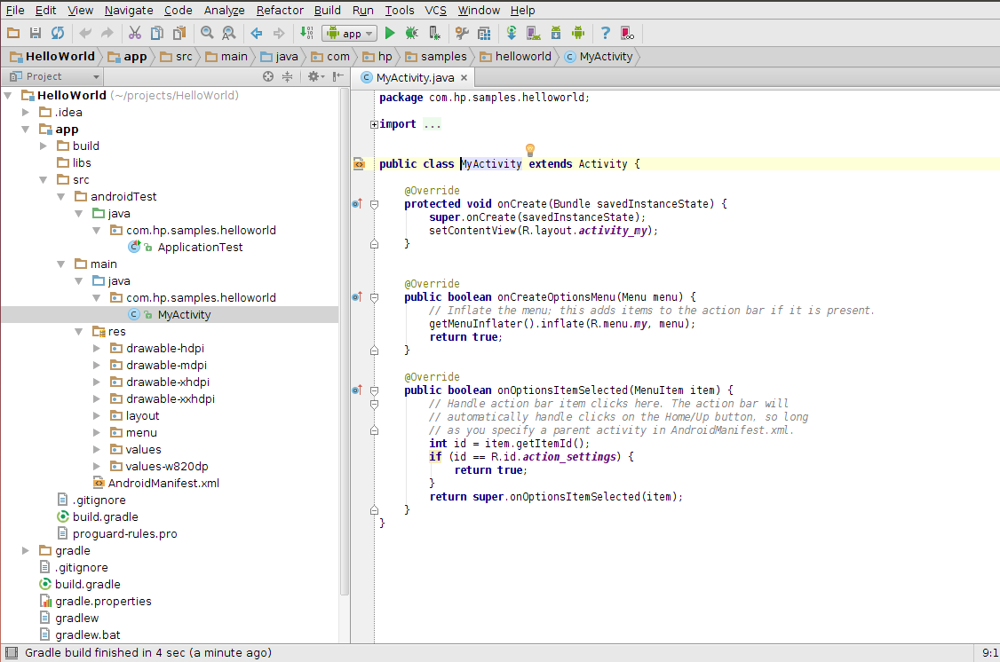 File Edit View Navigate Code Analyze Refactor Build Run Tools VCS Window Help
app
HelloWorld app src main java com hp samples helloworld MyActivity
Project
MyActivity.java
HelloWorld (~/projects/HelloWorld)
.idea
app
build
libs
src
androidTest
java
com.hp.samples.helloworld
ApplicationTest
main
java
com.hp.samples.helloworld
MyActivity
res
drawable-hdpi
drawable-mdpi
drawable-xhdpi
drawable-xxhdpi
layout
menu
values
values-w820dp
AndroidManifest.xml
.gitignore
build.gradle
proguard-rules.pro
gradle
.gitignore
build.gradle
gradle.properties
gradlew
gradlew.bat
package com.hp.samples.helloworld;
import ...
public class MyActivity extends Activity {
@Override
protected void onCreate(Bundle savedInstanceState) {
super.onCreate(savedInstanceState);
setContentView(R.layout.activity_my);
}
@Override
public boolean onCreateOptionsMenu(Menu menu) {
// Inflate the menu; this adds items to the action bar if it is present.
getMenuInflater().inflate(R.menu.my, menu);
return true;
}
@Override
public boolean onOptionsItemSelected(MenuItem item) {
// Handle action bar item clicks here. The action bar will
// automatically handle clicks on the Home/Up button, so long
// as you specify a parent activity in AndroidManifest.xml.
int id = item.getItemId();
if (id == R.id.action_settings) {
return true;
}
return super.onOptionsItemSelected(item);
}
}
Gradle build finished in 4 sec (a minute ago)
9:1